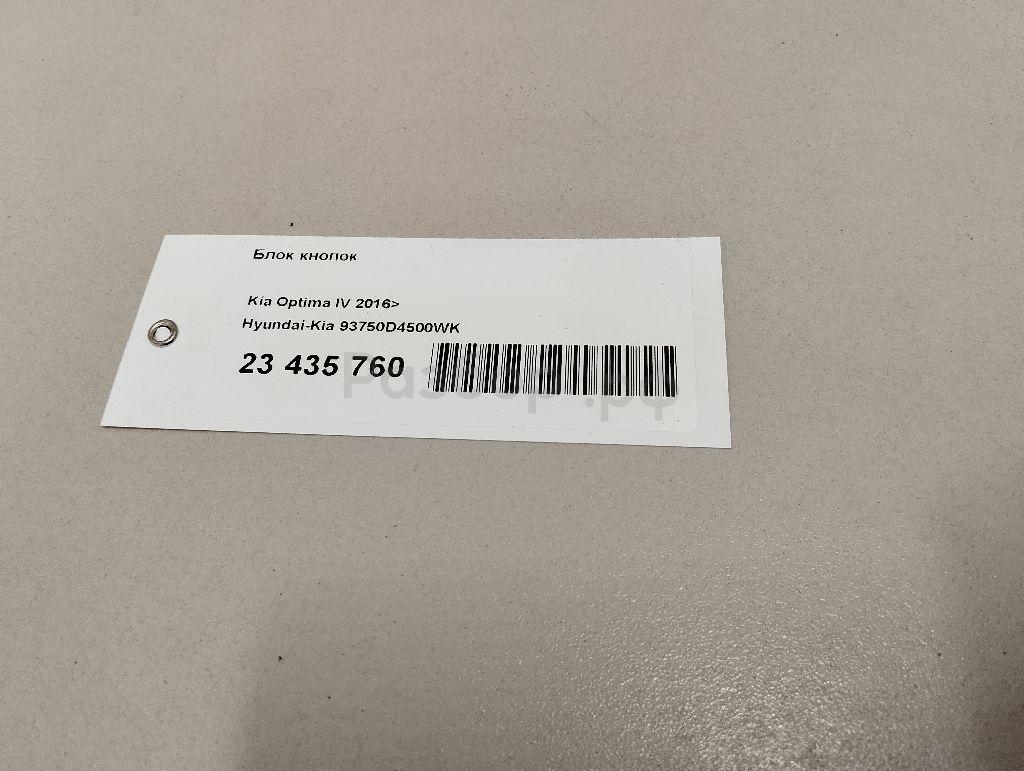 Блок кнопок
Kia Optima IV 2016>
Hyundai-Kia 93750D4500WK
23 435 760